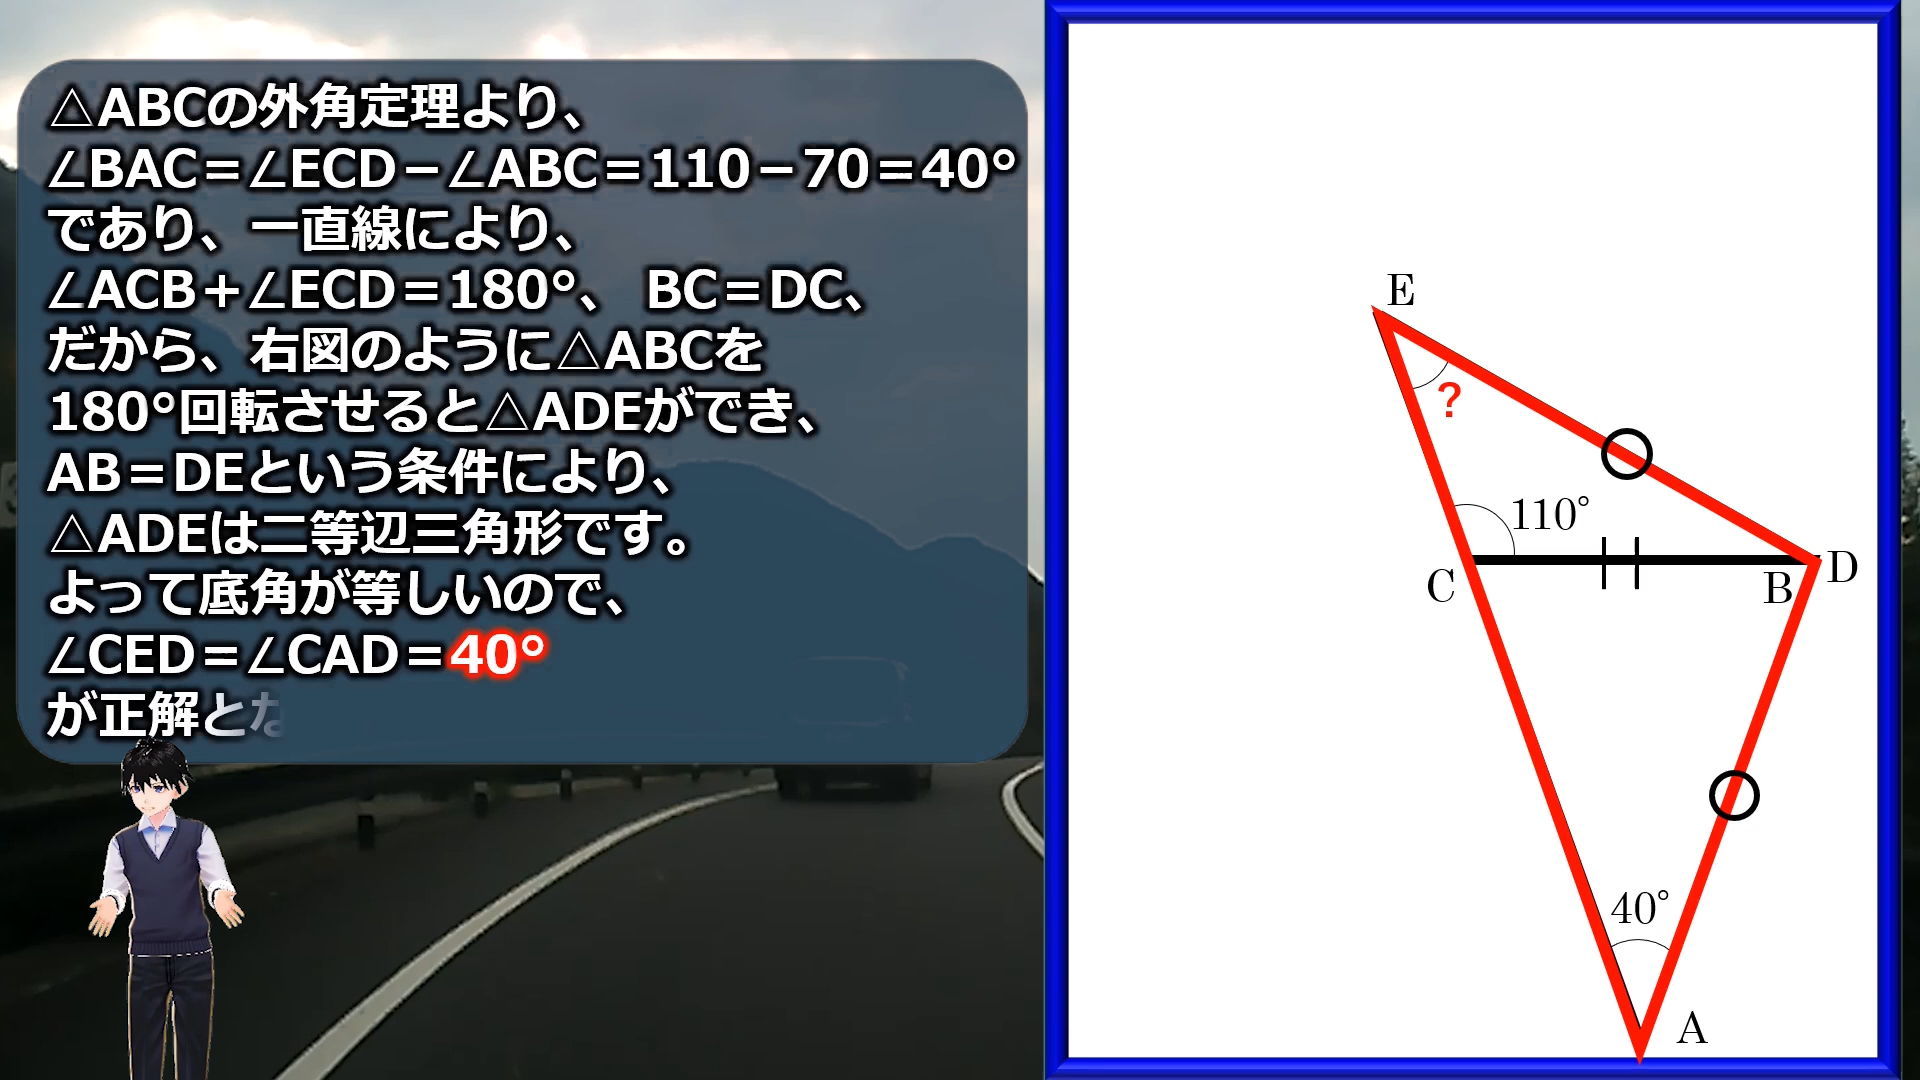 △ABCの外角定理より、
∠BAC＝∠ECD－∠ABC＝110－70＝40°
であり、一直線により、
∠ACB＋∠ECD＝180°、 BC＝DC、
だから、右図のように△ABCを
180°回転させると△ADEができ、
AB＝DEという条件により、
△ADEは二等辺三角形です。
よって底角が等しいので、
∠CED＝∠CAD＝40°
が正解とな
E
?
110°
C
B
D
40°
A